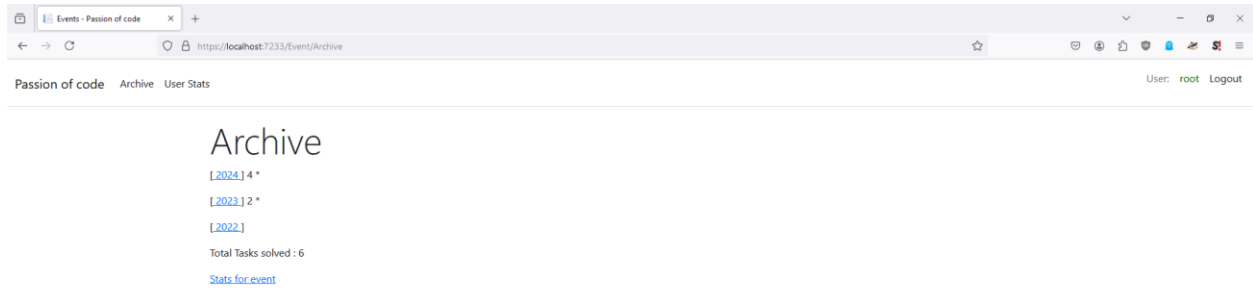 Events - Passion of code
https://localhost:7233/Event/Archive
Passion of code Archive User Stats User: root Logout
Archive
[ 2024 ] 4 *
[ 2023 ] 2 *
[ 2022 ]
Total Tasks solved : 6
Stats for event